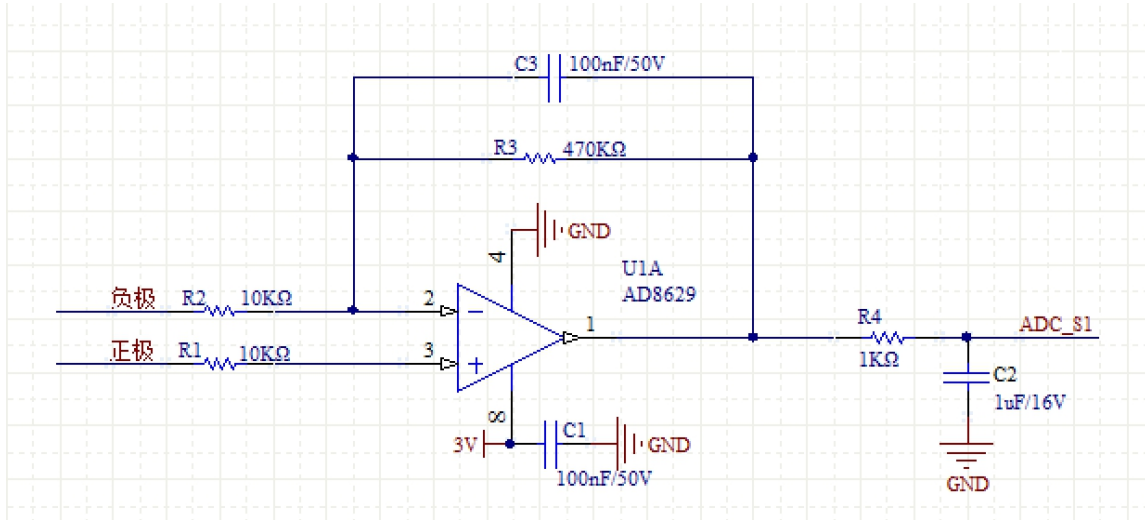 C3 100nF/50V
R3 470KΩ
4 GND
U1A
AD8629
负极 R2 10KΩ 2
正极 R1 10KΩ 3
1
R4
1KΩ
ADC_S1
C2
1uF/16V
GND
8
3V C1 GND
100nF/50V